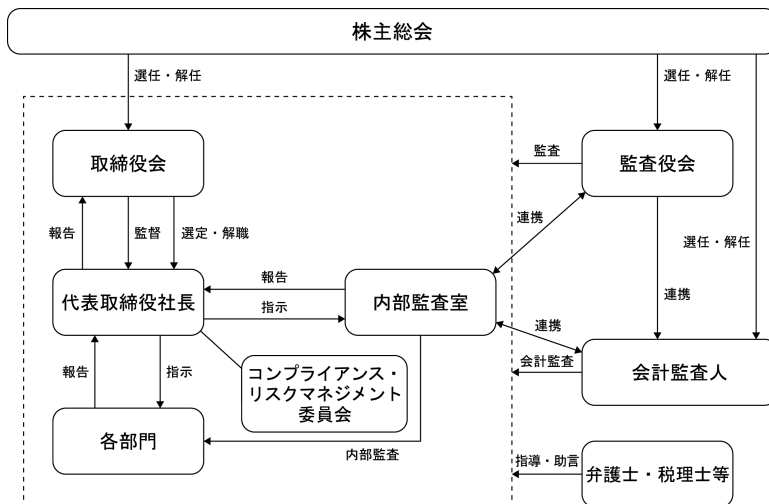 株主総会
選任・解任
選任・解任
取締役会
監査
監査役会
連携
報告
監督
選定・解職
選任・解任
報告
代表取締役社長
内部監査室
指示
連携
連携
会計監査
会計監査人
報告
指示
コンプライアンス・
リスクマネジメント
委員会
各部門
内部監査
指導・助言
弁護士・税理士等